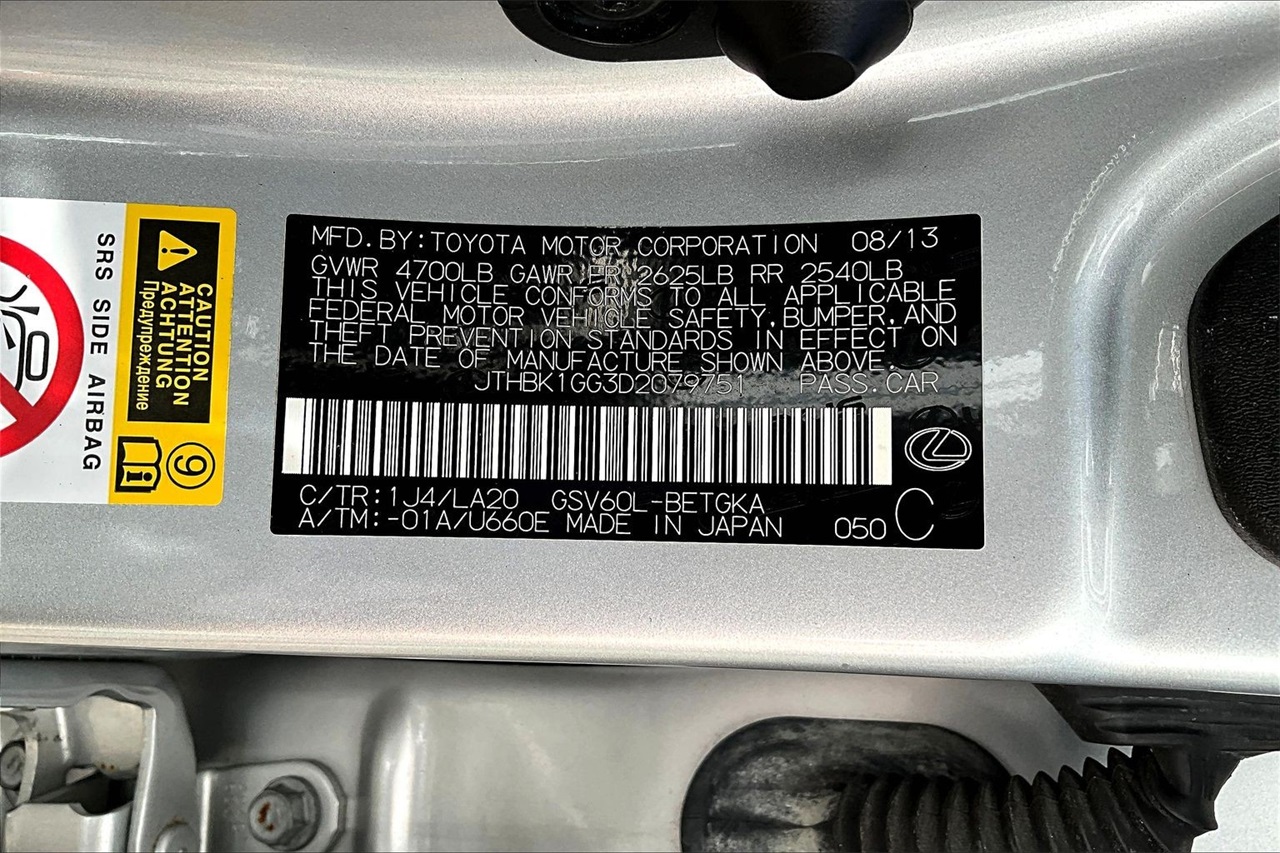 MFD.BY:TOYOTA MOTOR CORPORATION 08/13
GVWR 4700LB GAWR FR 2625LB RR 2540LB
THIS VEHICLE CONFORMS TO ALL APPLICABLE
FEDERAL MOTOR VEHICLE SAFETY,BUMPER,AND
THEFT PREVENTION STANDARDS IN EFFECT ON
THE DATE OF MANUFACTURE SHOWN ABOVE.
JTHBK1GG3D2079751 PASS.CAR
C/TR:1J4/LA20 GSV60L-BETGKA
A/TM:-01A/U660E MADE IN JAPAN 050 C
SRS SIDE AIRBAG
CAUTION
ATTENTION
ACHTUNG
Предупреждение
9